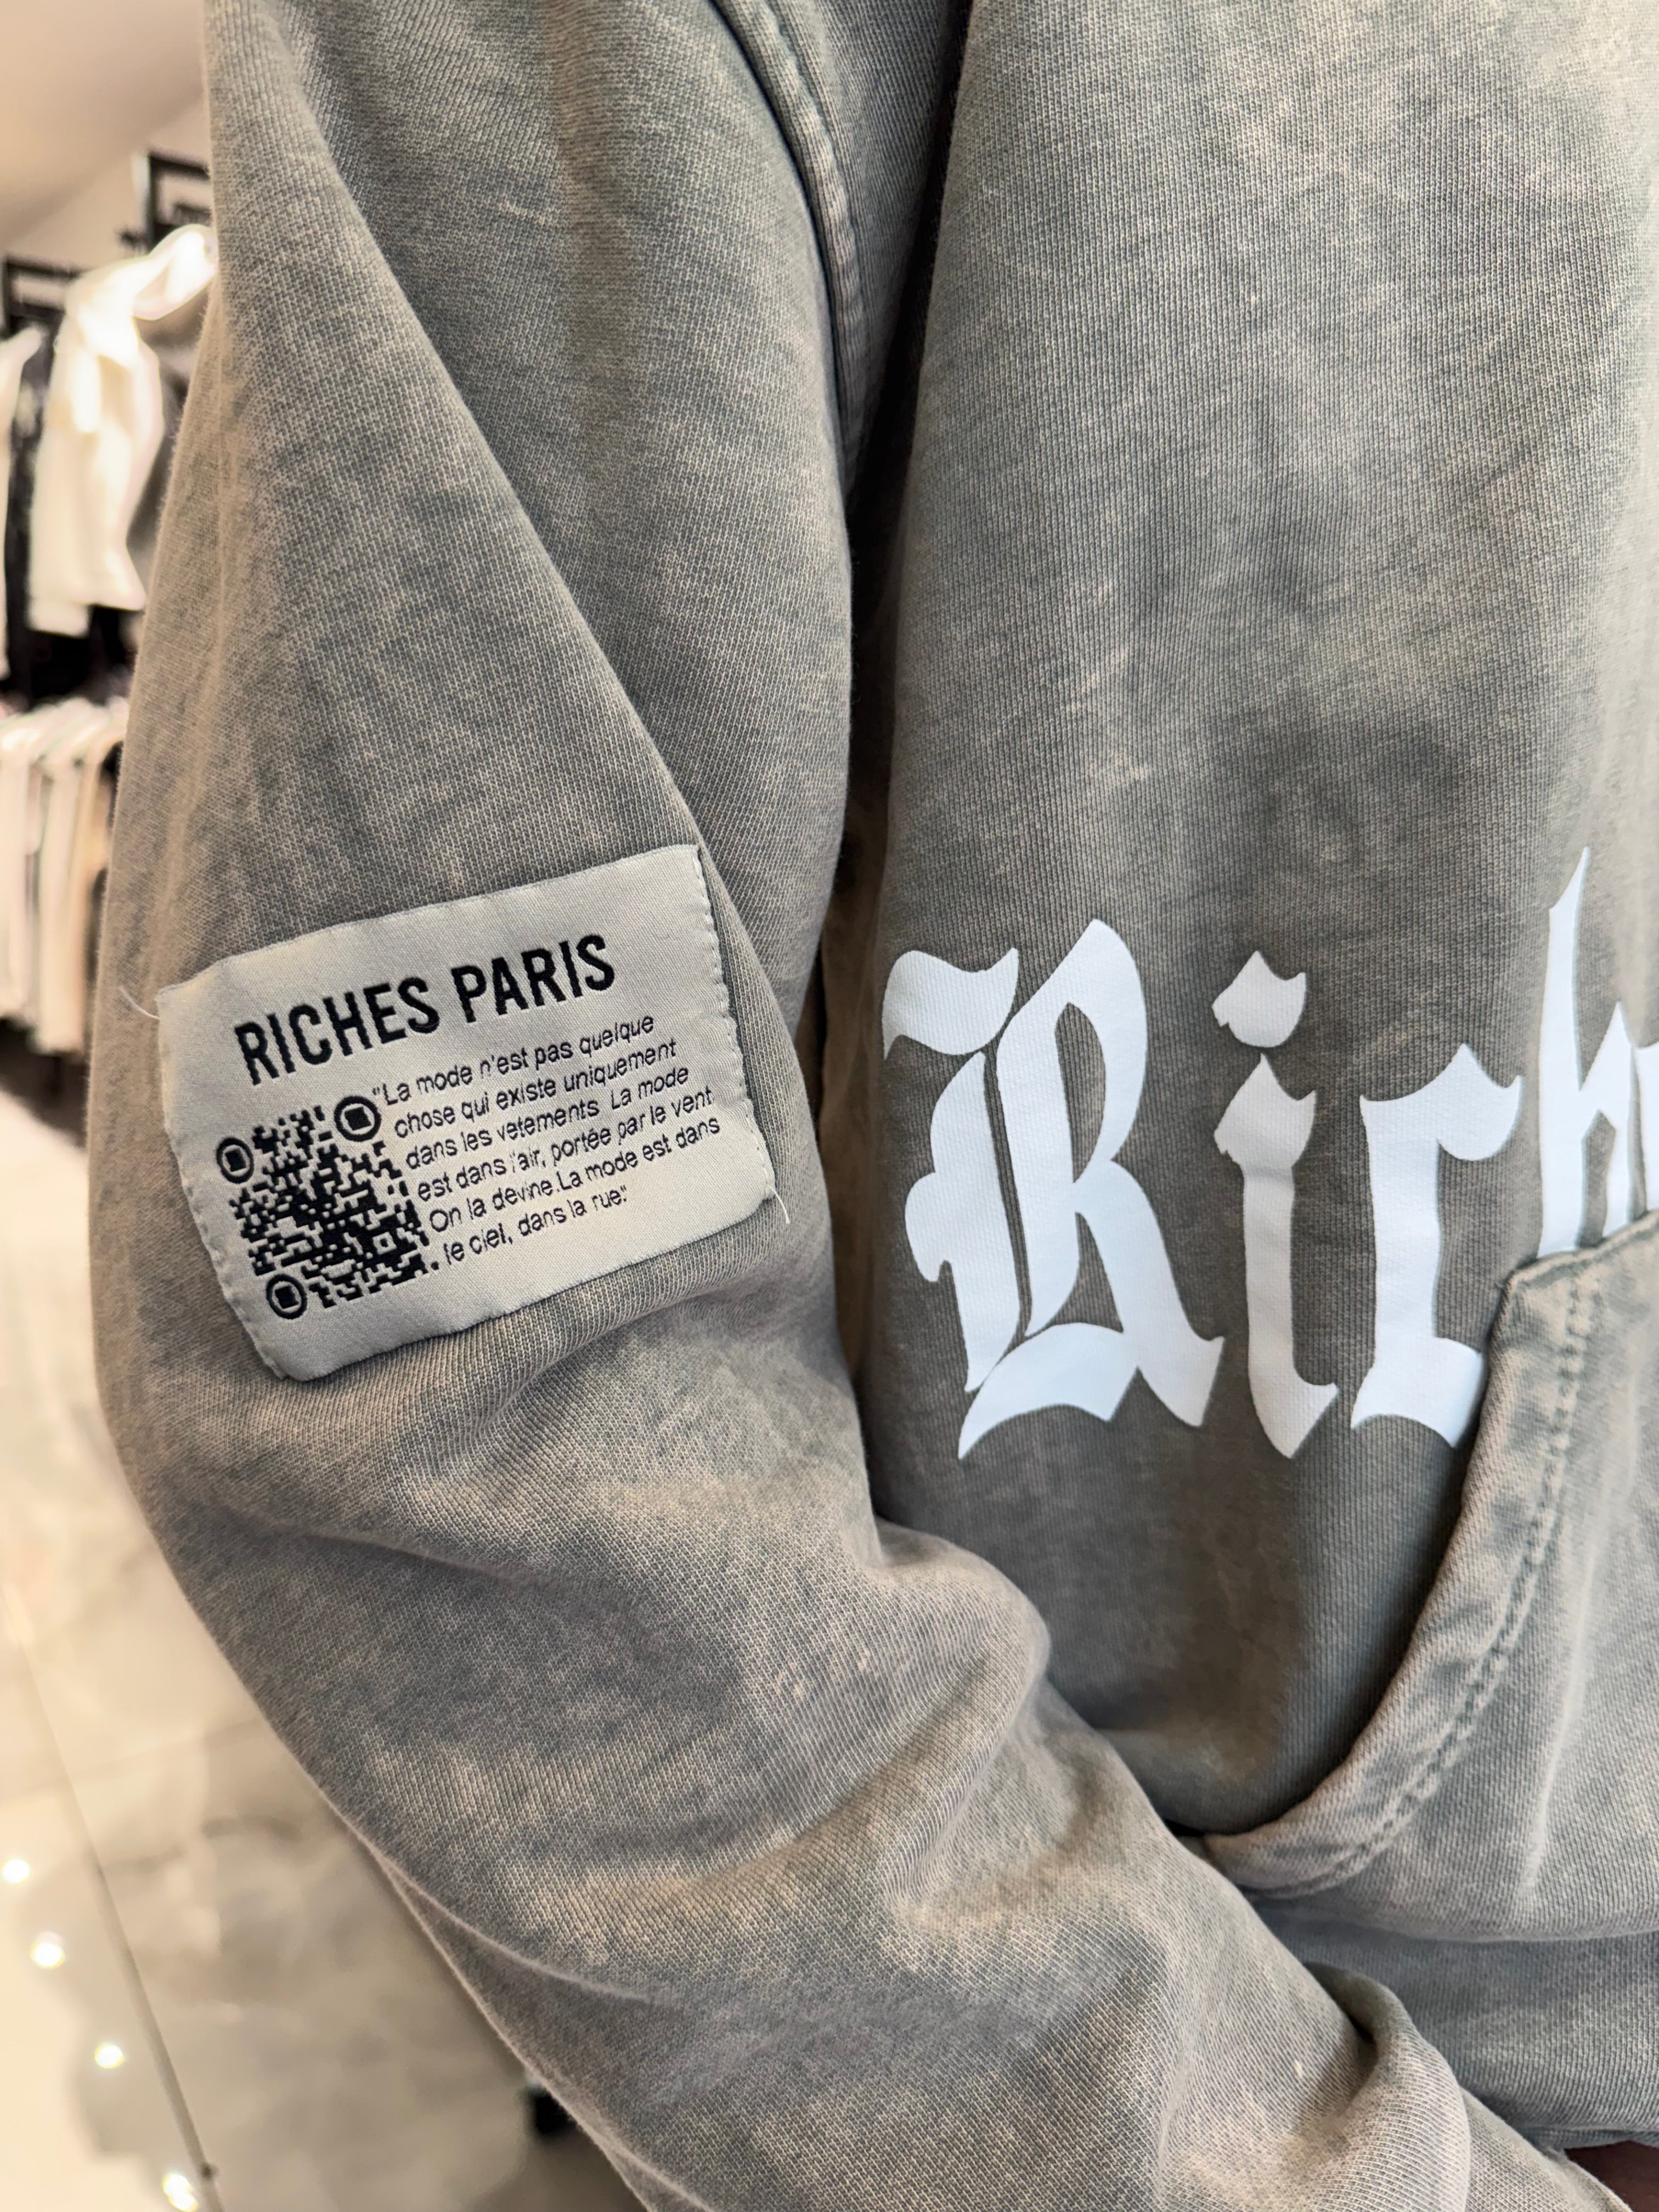 RICHES PARIS
"La mode n'est pas quelque
chose qui existe uniquement
dans les vetements. La mode
est dans l'air, portée par le vent.
On la devine. La mode est dans
le ciel, dans la rue."
Rich